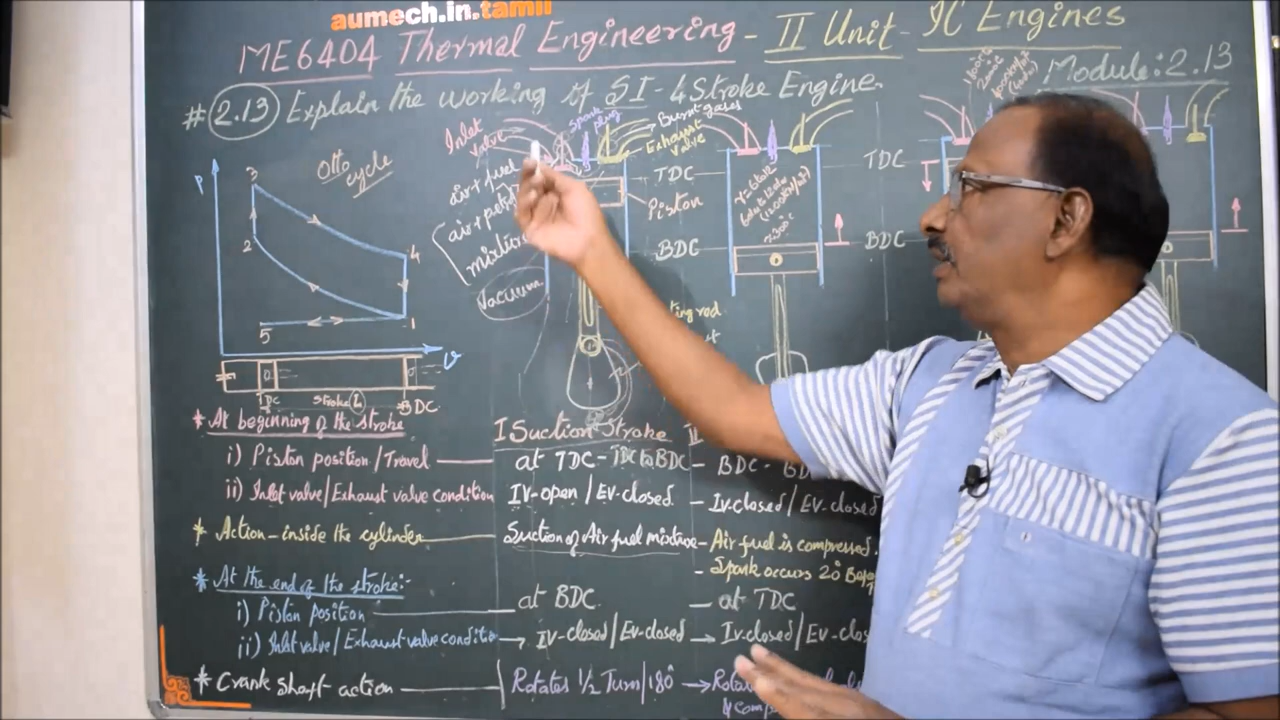 aumech.in.tamil
ME6404 Thermal Engineering - II Unit - IC Engines
Module: 2.13
# 2.13 Explain the working of SI - 4 Stroke Engine.
Otto cycle
P
3
2
4
1
5
v
TDC
Stroke L
BDC
Inlet valve
Spark plug
Burnt gases
Exhaust Valve
air + fuel
air + petrol
mixture
Vacuum
TDC
Piston
BDC
TDC
BDC
* At beginning of the stroke
i) Piston position / Travel
ii) Inlet valve / Exhaust valve condition
* Action - inside the cylinder
* At the end of the stroke:-
i) Piston position
ii) Inlet valve / Exhaust valve condition
* Crank shaft - action
I Suction Stroke
II
at TDC - TDC to BDC
- BDC -
IV-open / EV-closed
- IV-closed / EV-closed
Suction of Air fuel mixture
- Air fuel is compressed.
- Spark occurs 20°
at BDC
- at TDC
IV-closed / EV-closed
IV-closed / EV-clos
Rotates 1/2 Turn / 180°